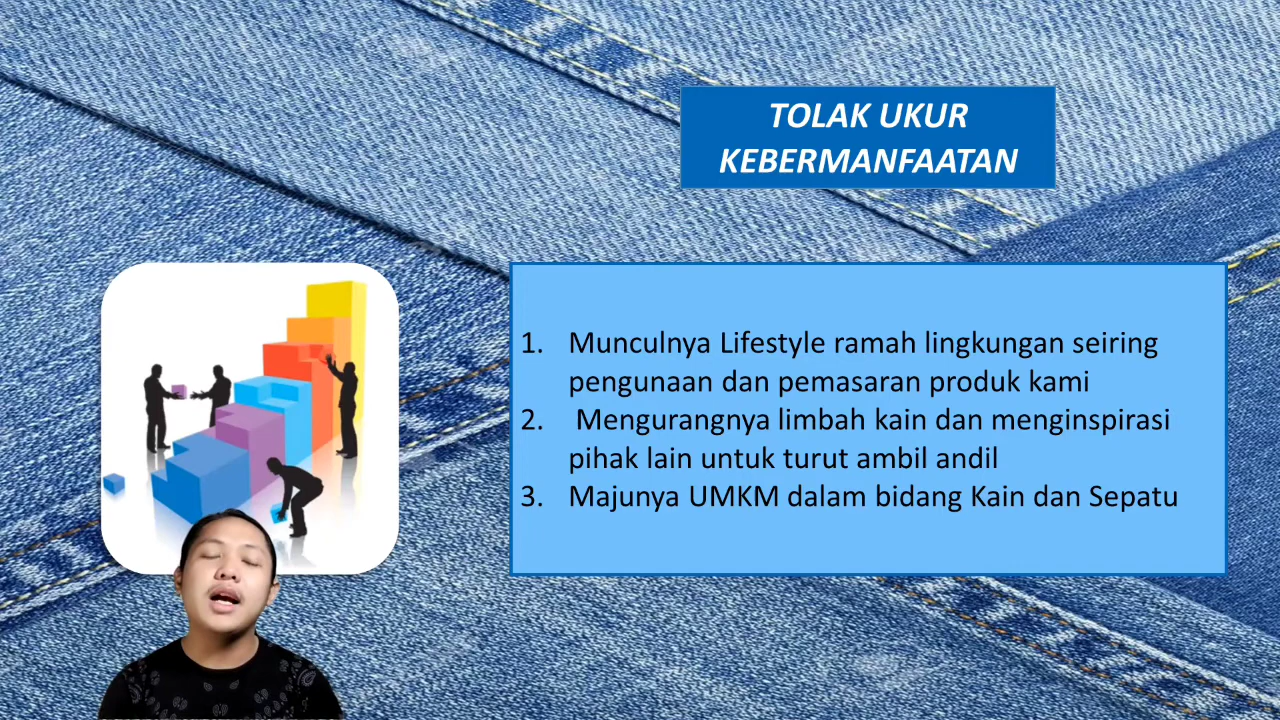 TOLAK UKUR
KEBERMANFAATAN
1. Munculnya Lifestyle ramah lingkungan seiring
pengunaan dan pemasaran produk kami
2. Mengurangnya limbah kain dan menginspirasi
pihak lain untuk turut ambil andil
3. Majunya UMKM dalam bidang Kain dan Sepatu